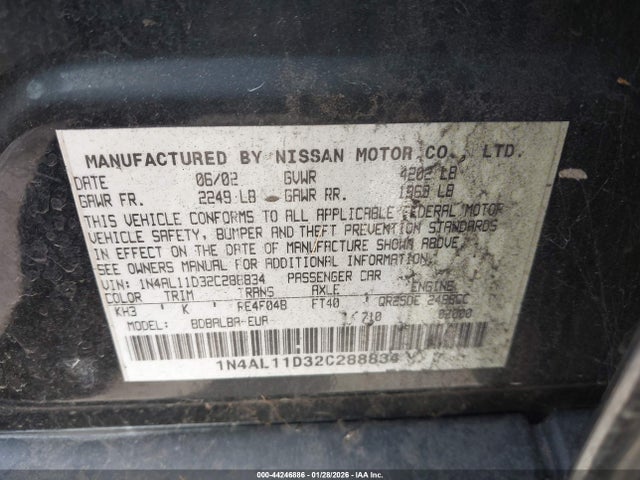 MANUFACTURED BY NISSAN MOTOR CO., LTD.
DATE 06/02 GVWR 4202 LB
GAWR FR. 2249 LB GAWR RR. 1968 LB
THIS VEHICLE CONFORMS TO ALL APPLICABLE FEDERAL MOTOR
VEHICLE SAFETY, BUMPER AND THEFT PREVENTION STANDARDS
IN EFFECT ON THE DATE OF MANUFACTURE SHOWN ABOVE.
SEE OWNERS MANUAL FOR ADDITIONAL INFORMATION
VIN: 1N4AL11D32C288834 PASSENGER CAR
COLOR TRIM TRANS AXLE ENGINE
KH3 K RE4F04B FT40 QR25DE 2488CC
MODEL: BDBALBA-EUA 710
1N4AL11D32C288834
000-44246886 | 01/28/2026 | IAA Inc.